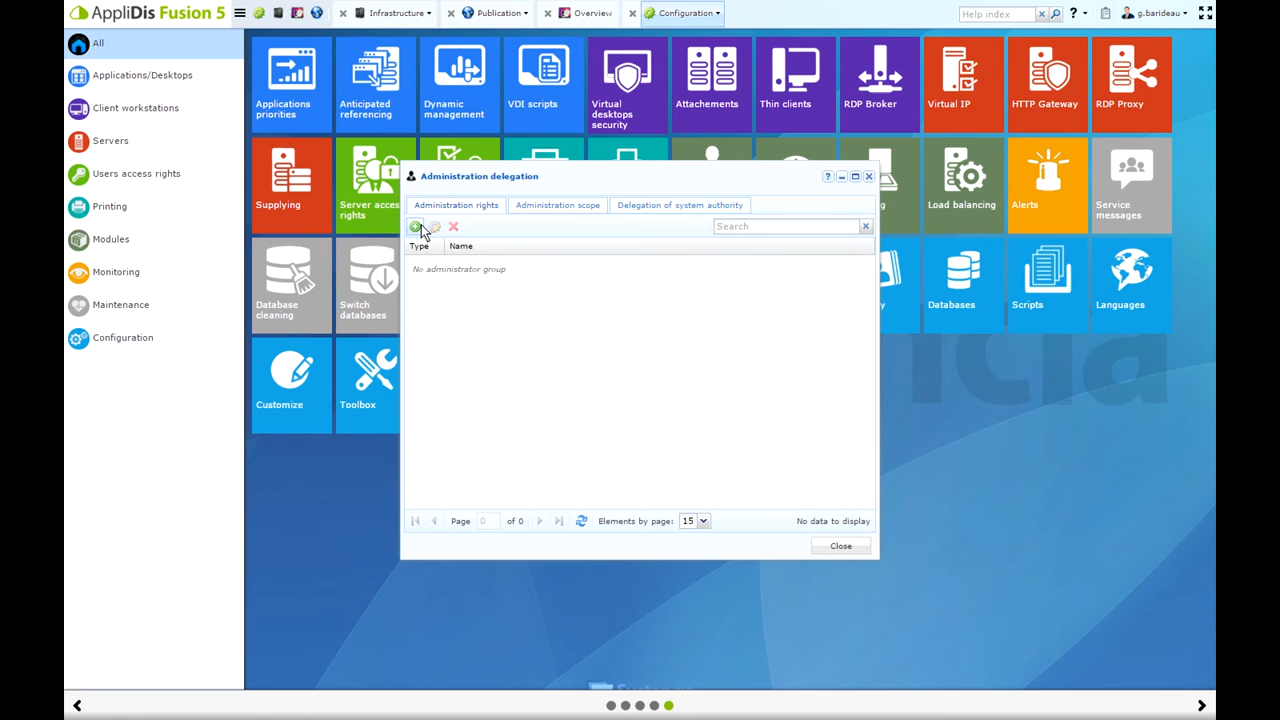 AppliDis Fusion 5
Infrastructure
Publication
Overview
Configuration
Help index
?
g.barideau
All
Applications/Desktops
Client workstations
Servers
Users access rights
Printing
Modules
Monitoring
Maintenance
Configuration
Applications
priorities
Anticipated
referencing
Dynamic
management
VDI scripts
Virtual
desktops
security
Attachements
Thin clients
RDP Broker
Virtual IP
HTTP Gateway
RDP Proxy
Supplying
Server acces
rights
Load balancing
Alerts
Service
messages
Database
cleaning
Switch
databases
Databases
Scripts
Languages
Customize
Toolbox
Administration delegation
?
Administration rights
Administration scope
Delegation of system authority
Search
Type
Name
No administrator group
Page
0
of 0
Elements by page:
15
No data to display
Close